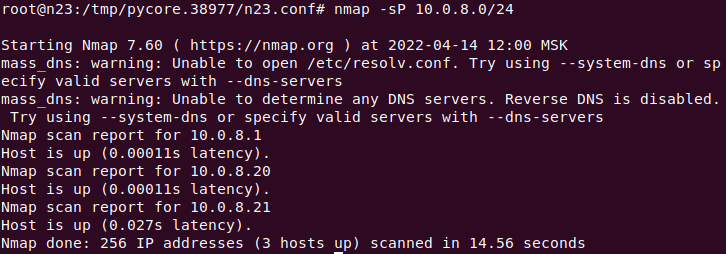 root@n23:/tmp/pycore.38977/n23.conf# nmap -sP 10.0.8.0/24
Starting Nmap 7.60 ( https://nmap.org ) at 2022-04-14 12:00 MSK
mass_dns: warning: Unable to open /etc/resolv.conf. Try using --system-dns or sp
ecify valid servers with --dns-servers
mass_dns: warning: Unable to determine any DNS servers. Reverse DNS is disabled.
 Try using --system-dns or specify valid servers with --dns-servers
Nmap scan report for 10.0.8.1
Host is up (0.00011s latency).
Nmap scan report for 10.0.8.20
Host is up (0.00011s latency).
Nmap scan report for 10.0.8.21
Host is up (0.027s latency).
Nmap done: 256 IP addresses (3 hosts up) scanned in 14.56 seconds